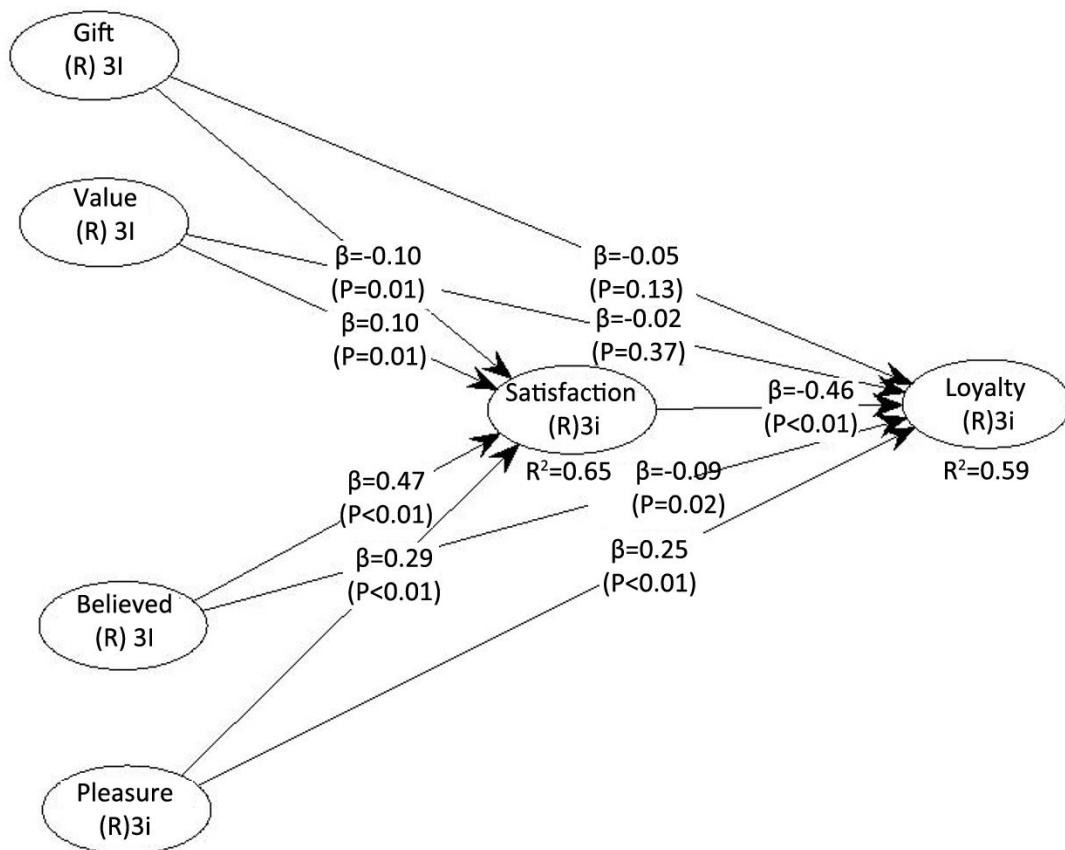 Gift
(R) 3I
Value
(R) 3I
β=-0.10
(P=0.01)
β=-0.05
(P=0.13)
β=0.10
(P=0.01)
β=-0.02
(P=0.37)
Satisfaction
(R)3i
R²=0.65
β=-0.46
(P<0.01)
Loyalty
(R)3i
R²=0.59
β=0.47
(P<0.01)
β=-0.09
(P=0.02)
β=0.29
(P<0.01)
β=0.25
(P<0.01)
Believed
(R) 3I
Pleasure
(R)3i